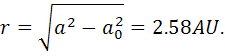 r = √(a² − a₀²) = 2.58AU.